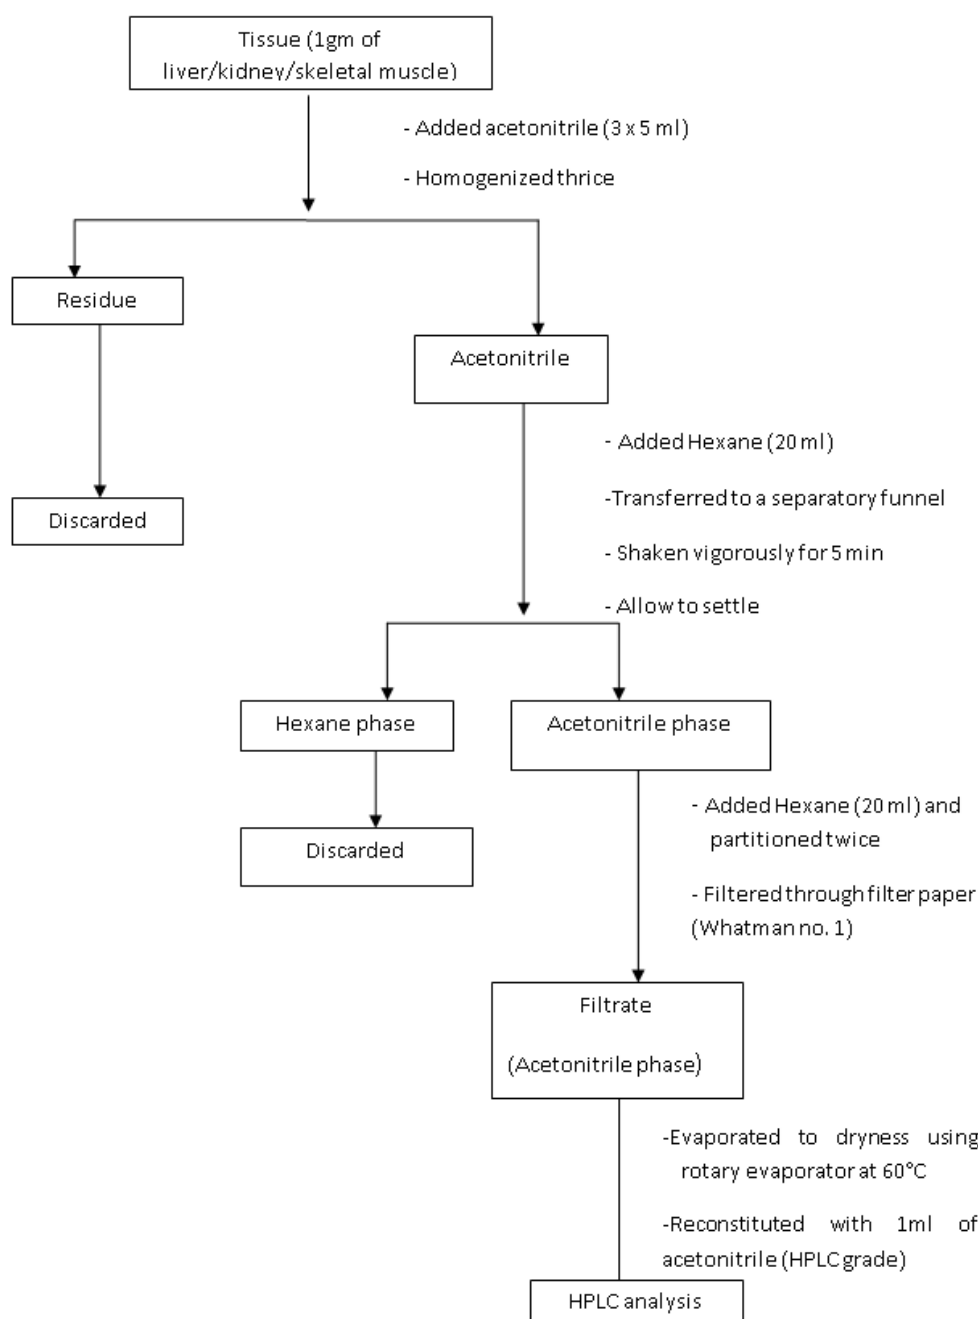 Tissue (1gm of
liver/kidney/skeletal muscle)
- Added acetonitrile (3 x 5 ml)
- Homogenized thrice
Residue
Acetonitrile
- Added Hexane (20 ml)
-Transferred to a separatory funnel
Discarded
- Shaken vigorously for 5 min
- Allow to settle
Hexane phase
Acetonitrile phase
- Added Hexane (20 ml) and
partitioned twice
Discarded
- Filtered through filter paper
(Whatman no. 1)
Filtrate
(Acetonitrile phase)
-Evaporated to dryness using
rotary evaporator at 60°C
-Reconstituted with 1ml of
acetonitrile (HPLC grade)
HPLC analysis